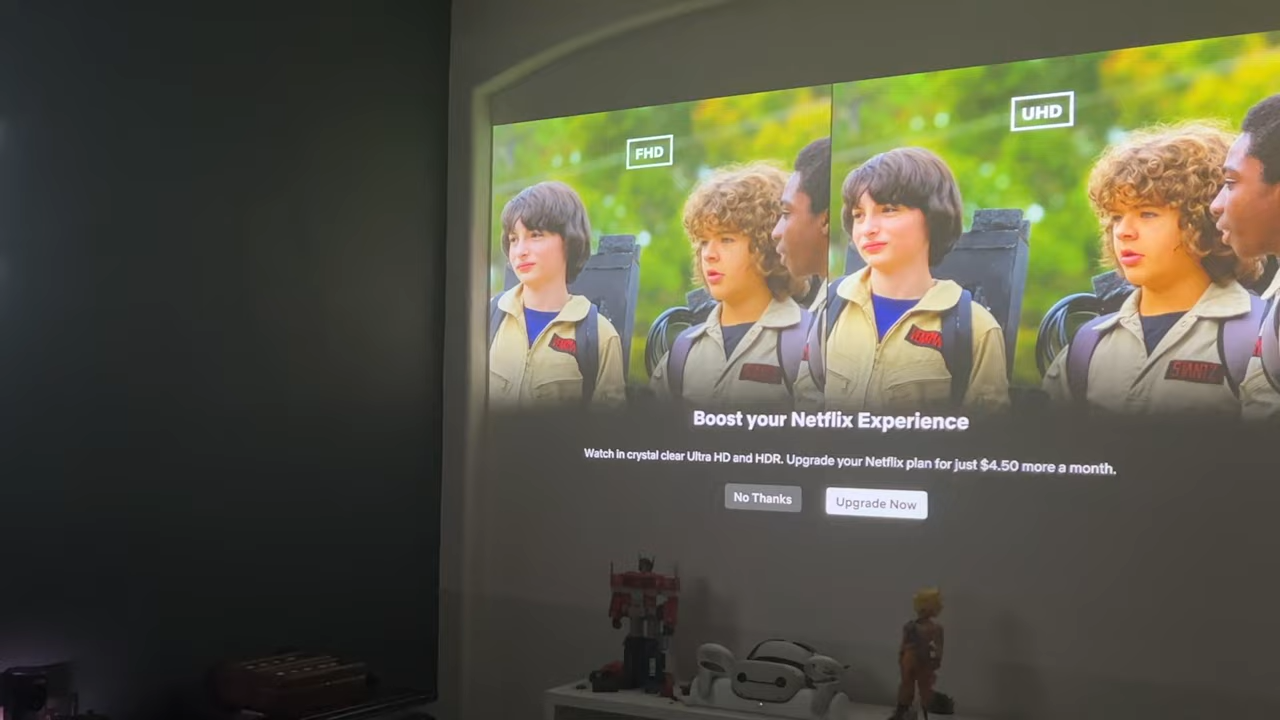 FHD
UHD
Boost your Netflix Experience
Watch in crystal clear Ultra HD and HDR. Upgrade your Netflix plan for just $4.50 more a month.
No Thanks
Upgrade Now